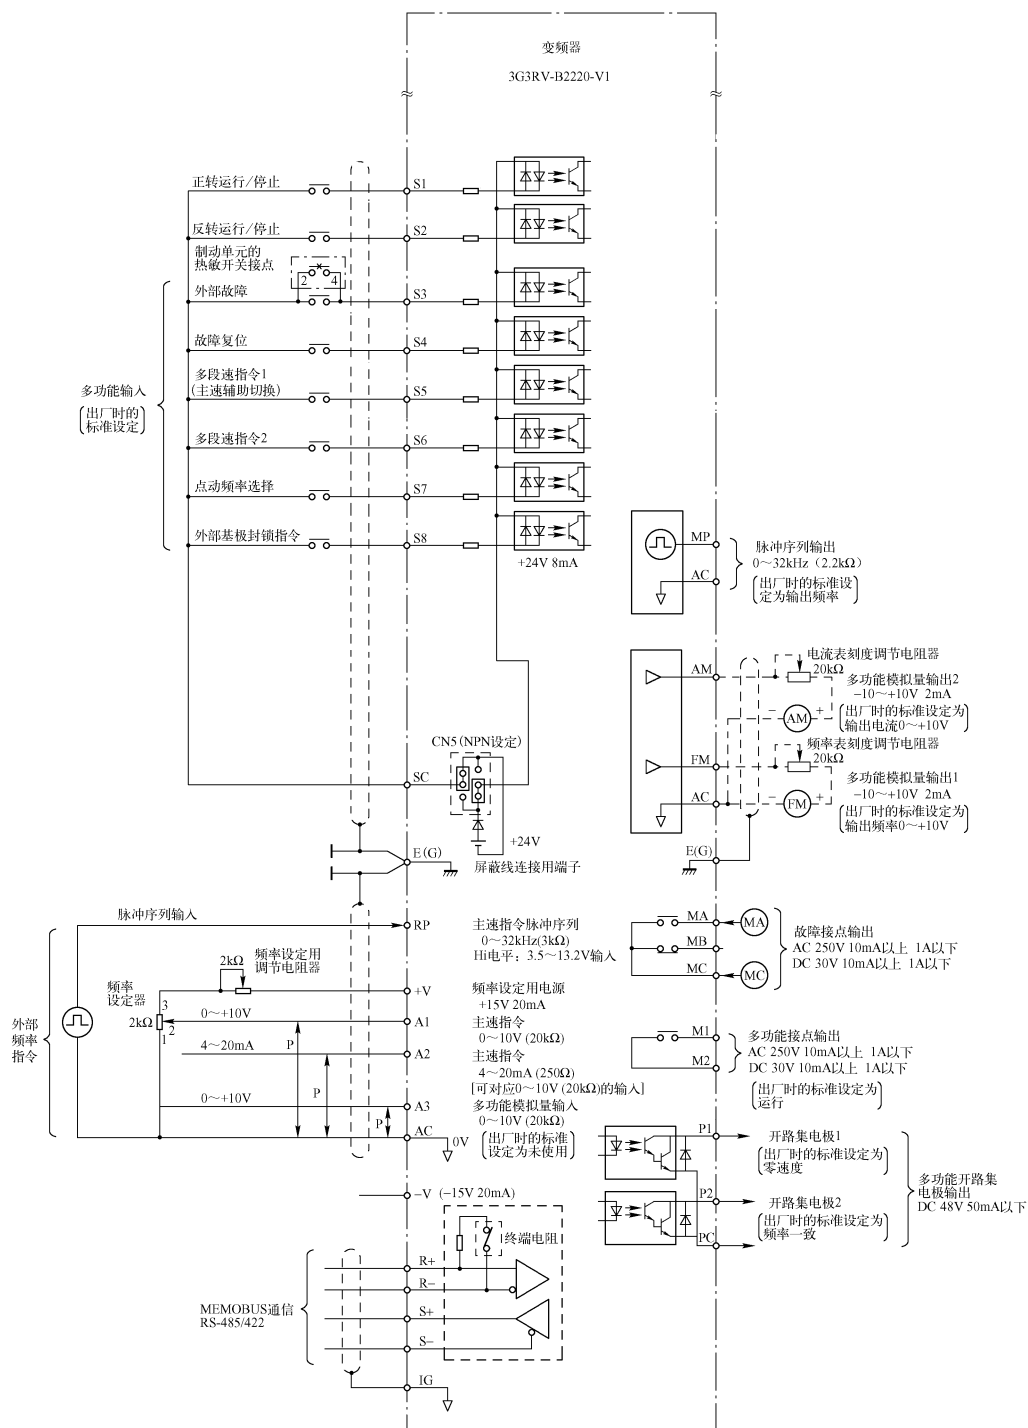 变频器
3G3RV-B2220-V1
正转运行/停止
S1
反转运行/停止
S2
制动单元的
热敏开关接点
2
4
外部故障
S3
故障复位
S4
多段速指令1
(主速辅助切换)
S5
多段速指令2
S6
点动频率选择
S7
外部基极封锁指令
S8
多功能输入
出厂时的
标准设定
+24V 8mA
CN5(NPN设定)
SC
+24V
E(G)
屏蔽线连接用端子
脉冲序列输入
RP
主速指令脉冲序列
0～32kHz(3kΩ)
Hi电平：3.5～13.2V输入
2kΩ
频率设定用
调节电阻器
+V
频率设定用电源
+15V 20mA
频率
设定器
3
2kΩ
2
1
0～+10V
P
A1
主速指令
0～10V (20kΩ)
4～20mA
P
A2
主速指令
4～20mA (250Ω)
[可对应0～10V (20kΩ)的输入]
0～+10V
P
A3
多功能模拟量输入
0～10V (20kΩ)
出厂时的标准
设定为未使用
AC
0V
外部
频率
指令
-V
(-15V 20mA)
终端电阻
R+
R-
S+
S-
IG
MEMOBUS通信
RS-485/422
MP
AC
脉冲序列输出
0～32kHz（2.2kΩ）
出厂时的标准设
定为输出频率
AM
电流表刻度调节电阻器
20kΩ
多功能模拟量输出2
-10～+10V 2mA
出厂时的标准设定为
输出电流0～+10V
-
AM
+
FM
频率表刻度调节电阻器
20kΩ
多功能模拟量输出1
-10～+10V 2mA
出厂时的标准设定为
输出频率0～+10V
AC
-
FM
+
E(G)
MA
MA
MB
MC
MC
故障接点输出
AC 250V 10mA以上 1A以下
DC 30V 10mA以上 1A以下
M1
M2
多功能接点输出
AC 250V 10mA以上 1A以下
DC 30V 10mA以上 1A以下
出厂时的标准设定为
运行
P1
开路集电极1
出厂时的标准设定为
零速度
P2
开路集电极2
出厂时的标准设定为
频率一致
PC
多功能开路集
电极输出
DC 48V 50mA以下